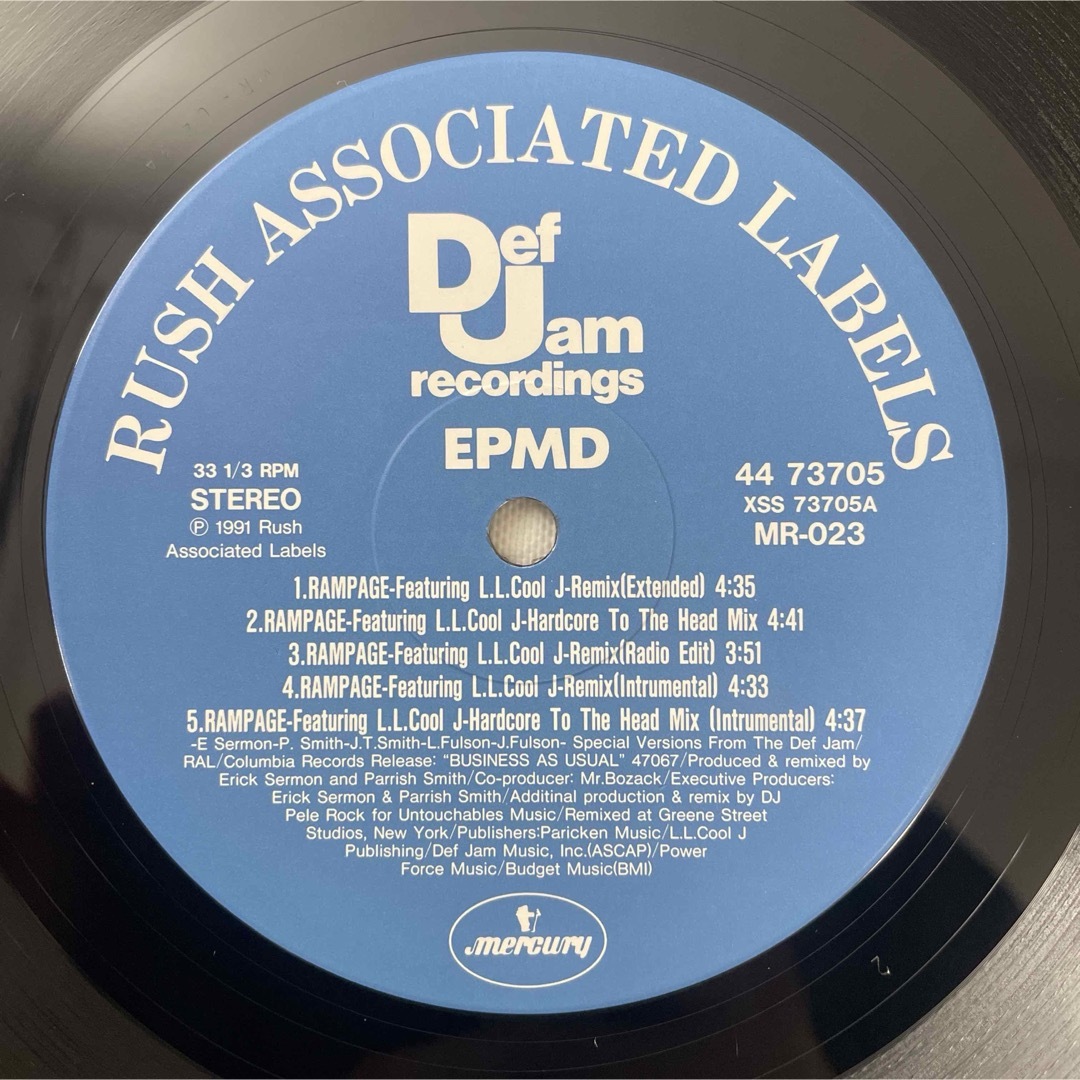 RUSH ASSOCIATED LABELS
Def
Jam
recordings
EPMD
33 1/3 RPM
STEREO
Ⓟ 1991 Rush
Associated Labels
44 73705
XSS 73705A
MR-023
1.RAMPAGE-Featuring L.L.Cool J-Remix(Extended) 4:35
2.RAMPAGE-Featuring L.L.Cool J-Hardcore To The Head Mix 4:41
3.RAMPAGE-Featuring L.L.Cool J-Remix(Radio Edit) 3:51
4.RAMPAGE-Featuring L.L.Cool J-Remix(Intrumental) 4:33
5.RAMPAGE-Featuring L.L.Cool J-Hardcore To The Head Mix (Intrumental) 4:37
-E Sermon-P. Smith-J.T.Smith-L.Fulson-J.Fulson- Special Versions From The Def Jam/
RAL/Columbia Records Release: "BUSINESS AS USUAL" 47067/Produced & remixed by
Erick Sermon and Parrish Smith/Co-producer: Mr.Bozack/Executive Producers:
Erick Sermon & Parrish Smith/Additinal production & remix by DJ
Pele Rock for Untouchables Music/Remixed at Greene Street
Studios, New York/Publishers:Paricken Music/L.L.Cool J
Publishing/Def Jam Music, Inc.(ASCAP)/Power
Force Music/Budget Music(BMI)
mercury